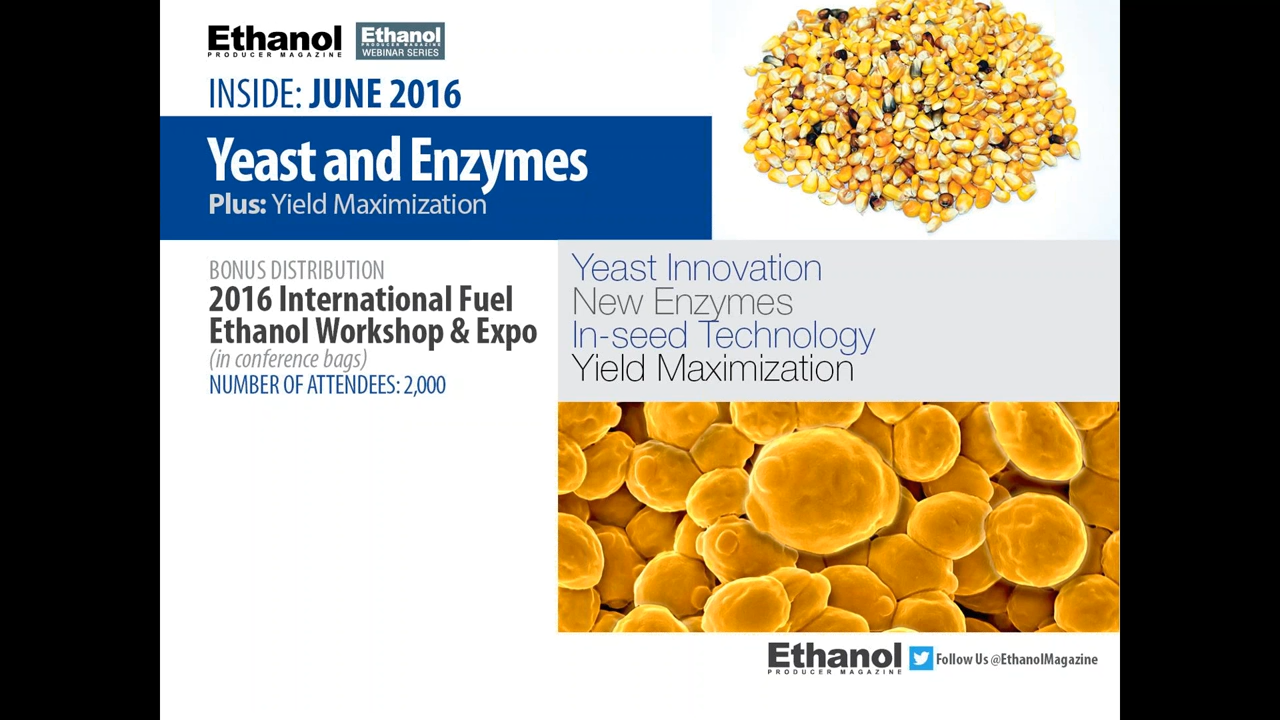 Ethanol
PRODUCER MAGAZINE
Ethanol
PRODUCER MAGAZINE
WEBINAR SERIES
INSIDE: JUNE 2016
Yeast and Enzymes
Plus: Yield Maximization
BONUS DISTRIBUTION
2016 International Fuel
Ethanol Workshop & Expo
(in conference bags)
NUMBER OF ATTENDEES: 2,000
Yeast Innovation
New Enzymes
In-seed Technology
Yield Maximization
Ethanol
PRODUCER MAGAZINE
Follow Us @EthanolMagazine